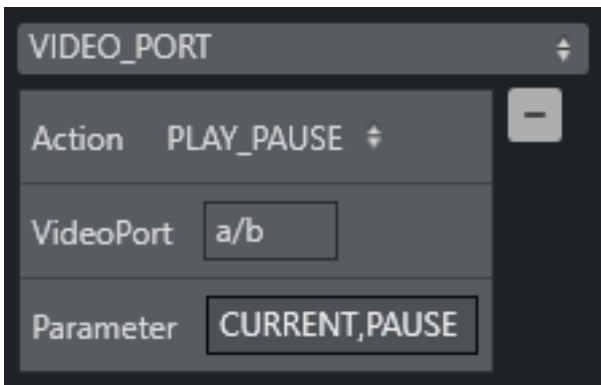 VIDEO_PORT
Action PLAY_PAUSE
VideoPort a/b
Parameter CURRENT,PAUSE